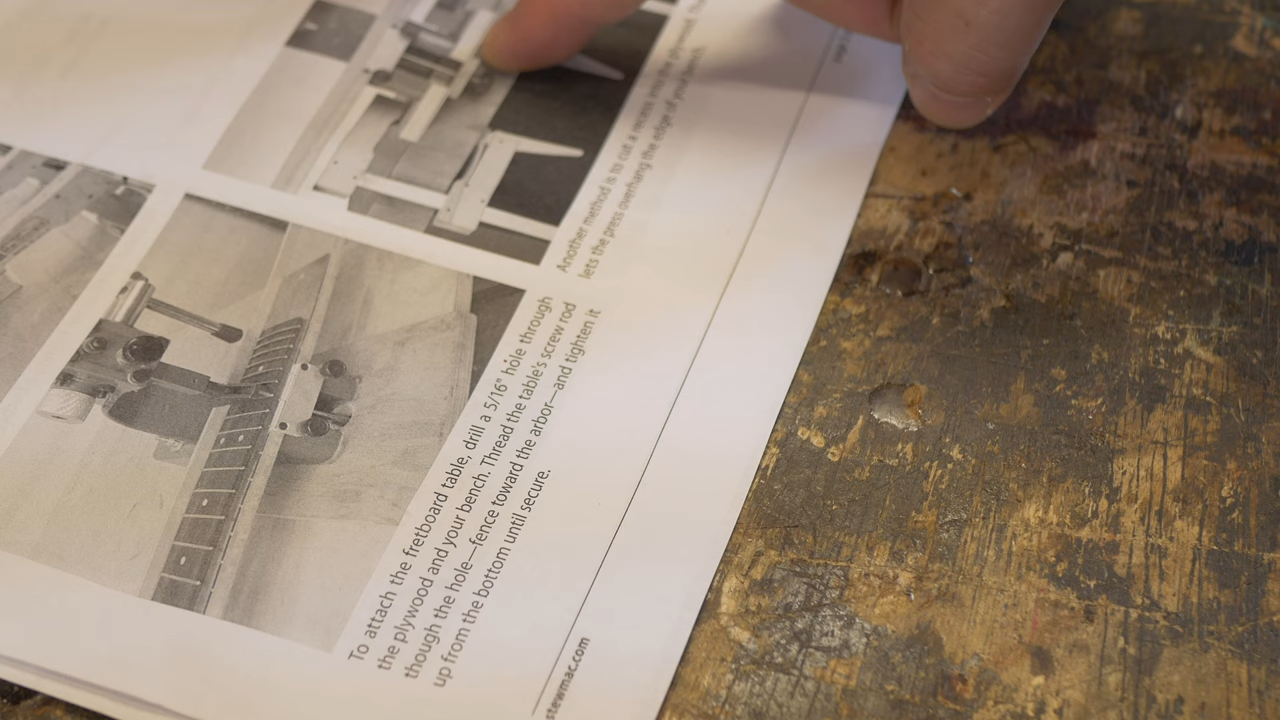 Another method is to cut a recess into the plywood. This
lets the press overhang the edge of your bench.
To attach the fretboard table, drill a 5/16" hole through
the plywood and your bench. Thread the table's screw rod
though the hole—fence toward the arbor—and tighten it
up from the bottom until secure.
stewmac.com